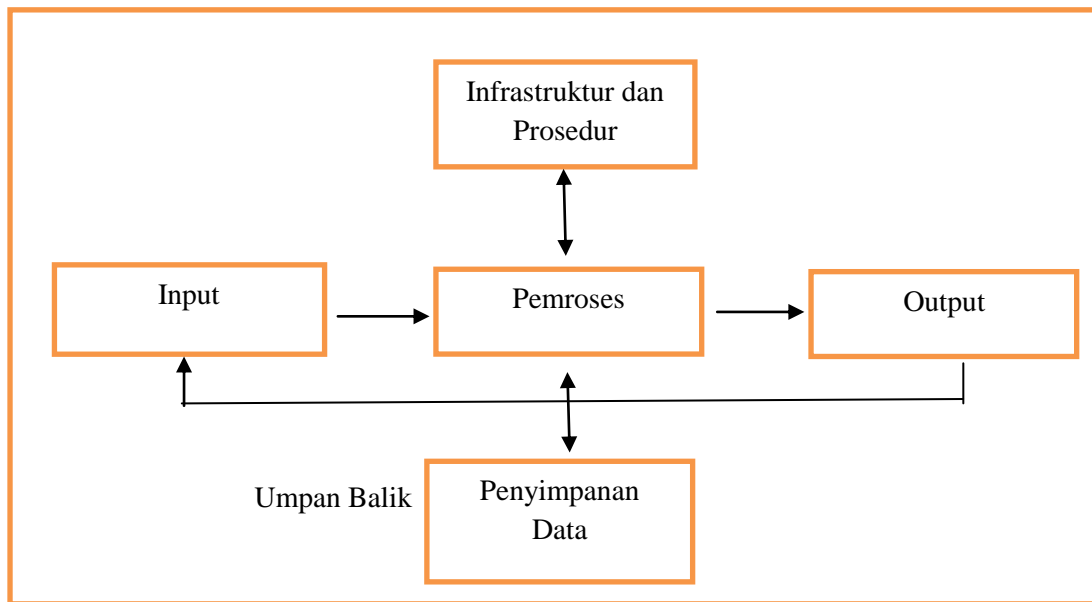 Infrastruktur dan
Prosedur
Input
Pemroses
Output
Umpan Balik
Penyimpanan
Data